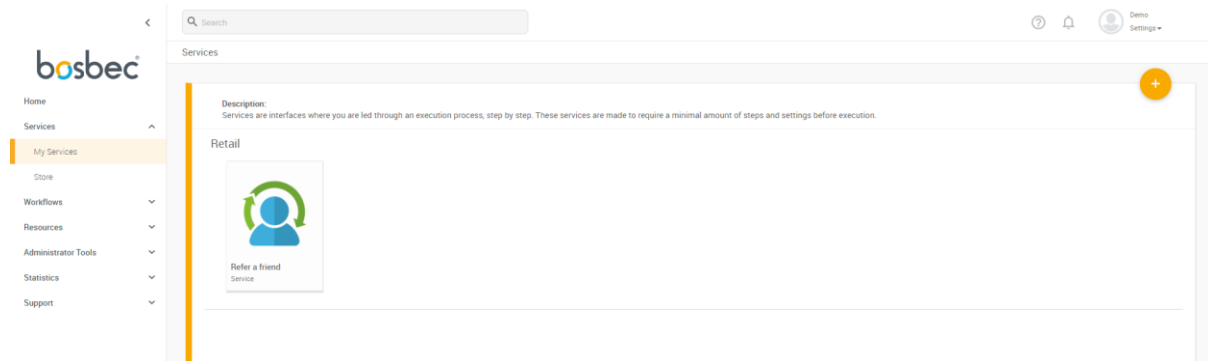 Search
Demo
Settings
Services
bosbec
Home
Services
My Services
Store
Workflows
Resources
Administrator Tools
Statistics
Support
Description:
Services are interfaces where you are led through an execution process, step by step. These services are made to require a minimal amount of steps and settings before execution.
Retail
Refer a friend
Service